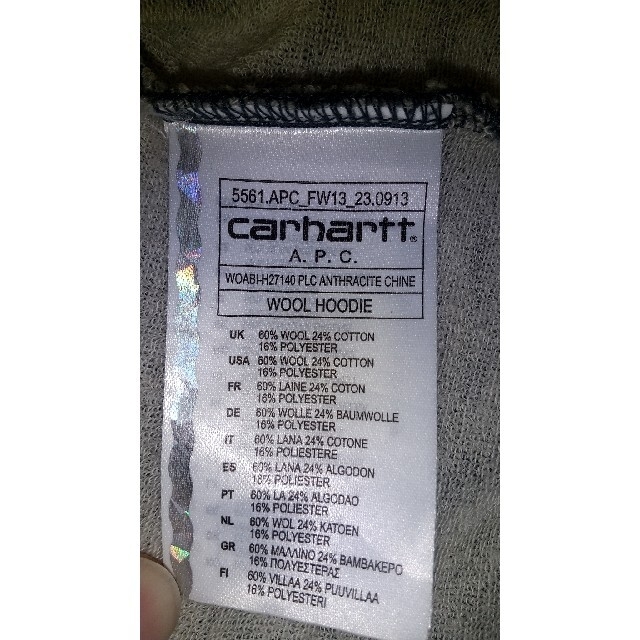 5561.APC_FW13_23.0913
carhartt®
A. P. C.
WOABI-H27140 PLC ANTHRACITE CHINE
WOOL HOODIE
UK 60% WOOL 24% COTTON
16% POLYESTER
USA 60% WOOL 24% COTTON
16% POLYESTER
FR 60% LAINE 24% COTON
16% POLYESTER
DE 60% WOLLE 24% BAUMWOLLE
16% POLYESTER
IT 60% LANA 24% COTONE
16% POLIESTERE
ES 60% LANA 24% ALGODON
16% POLYESTER
PT 60% LA 24% ALGODAO
16% POLYESTER
NL 60% WOL 24% KATOEN
16% POLYESTER
GR 60% ΜΑΛΛΙΝΟ 24% ΒΑΜΒΑΚΕΡΟ
16% ΠΟΛΥΕΣΤΕΡΑΣ
FI 60% VILLAA 24% PUUVILLAA
16% POLYESTERI